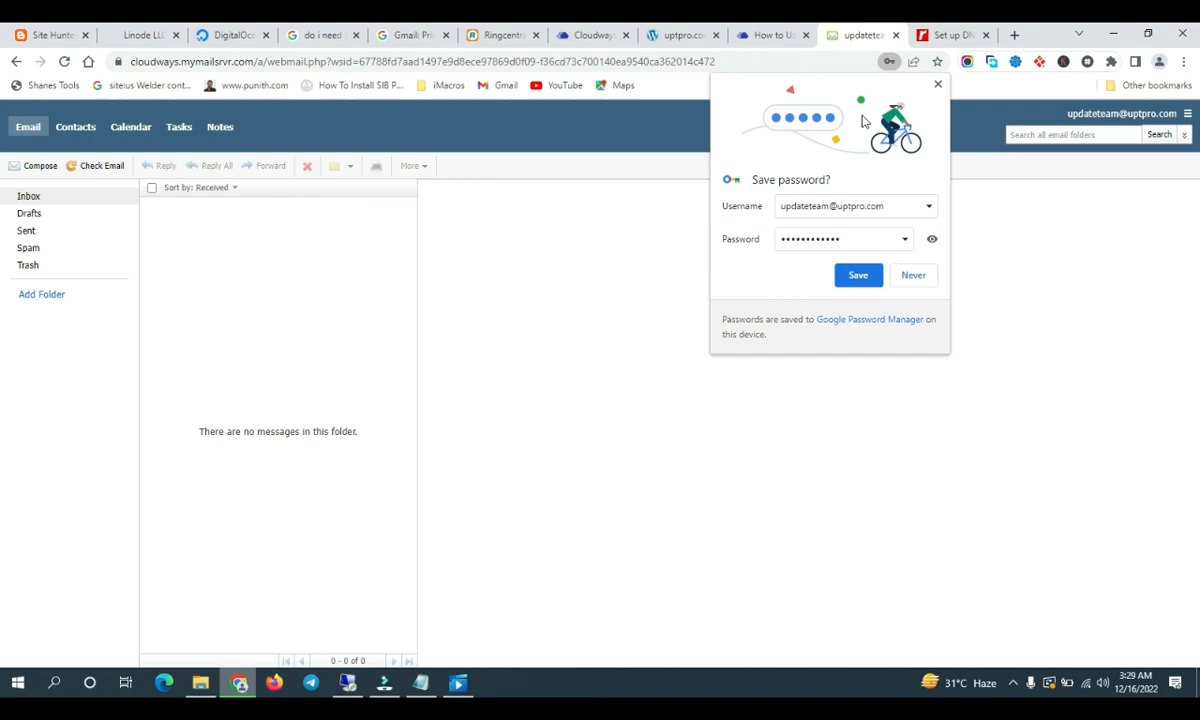 Site Hunte
Linode LLC
DigitalOce
do i need
Gmail: Pri
Ringcentra
Cloudways
uptpro.co
How to Us
updatetea
Set up DN
cloudways.mymailsrvr.com/a/webmail.php?wsid=67788fd7aad1497e9d8ece97869d0f09-f36cd73c700140ea9540ca362014c472
Shanes Tools
site:us Welder cont...
www.punith.com
How To Install SIB P...
iMacros
Gmail
YouTube
Maps
Other bookmarks
Email
Contacts
Calendar
Tasks
Notes
updateteam@uptpro.com
Search all email folders
Search
Compose
Check Email
Reply
Reply All
Forward
More
Inbox
Drafts
Sent
Spam
Trash
Add Folder
Sort by: Received
There are no messages in this folder.
0 - 0 of 0
Save password?
Username
updateteam@uptpro.com
Password
Save
Never
Passwords are saved to Google Password Manager on
this device.
31°C Haze
3:29 AM
12/16/2022